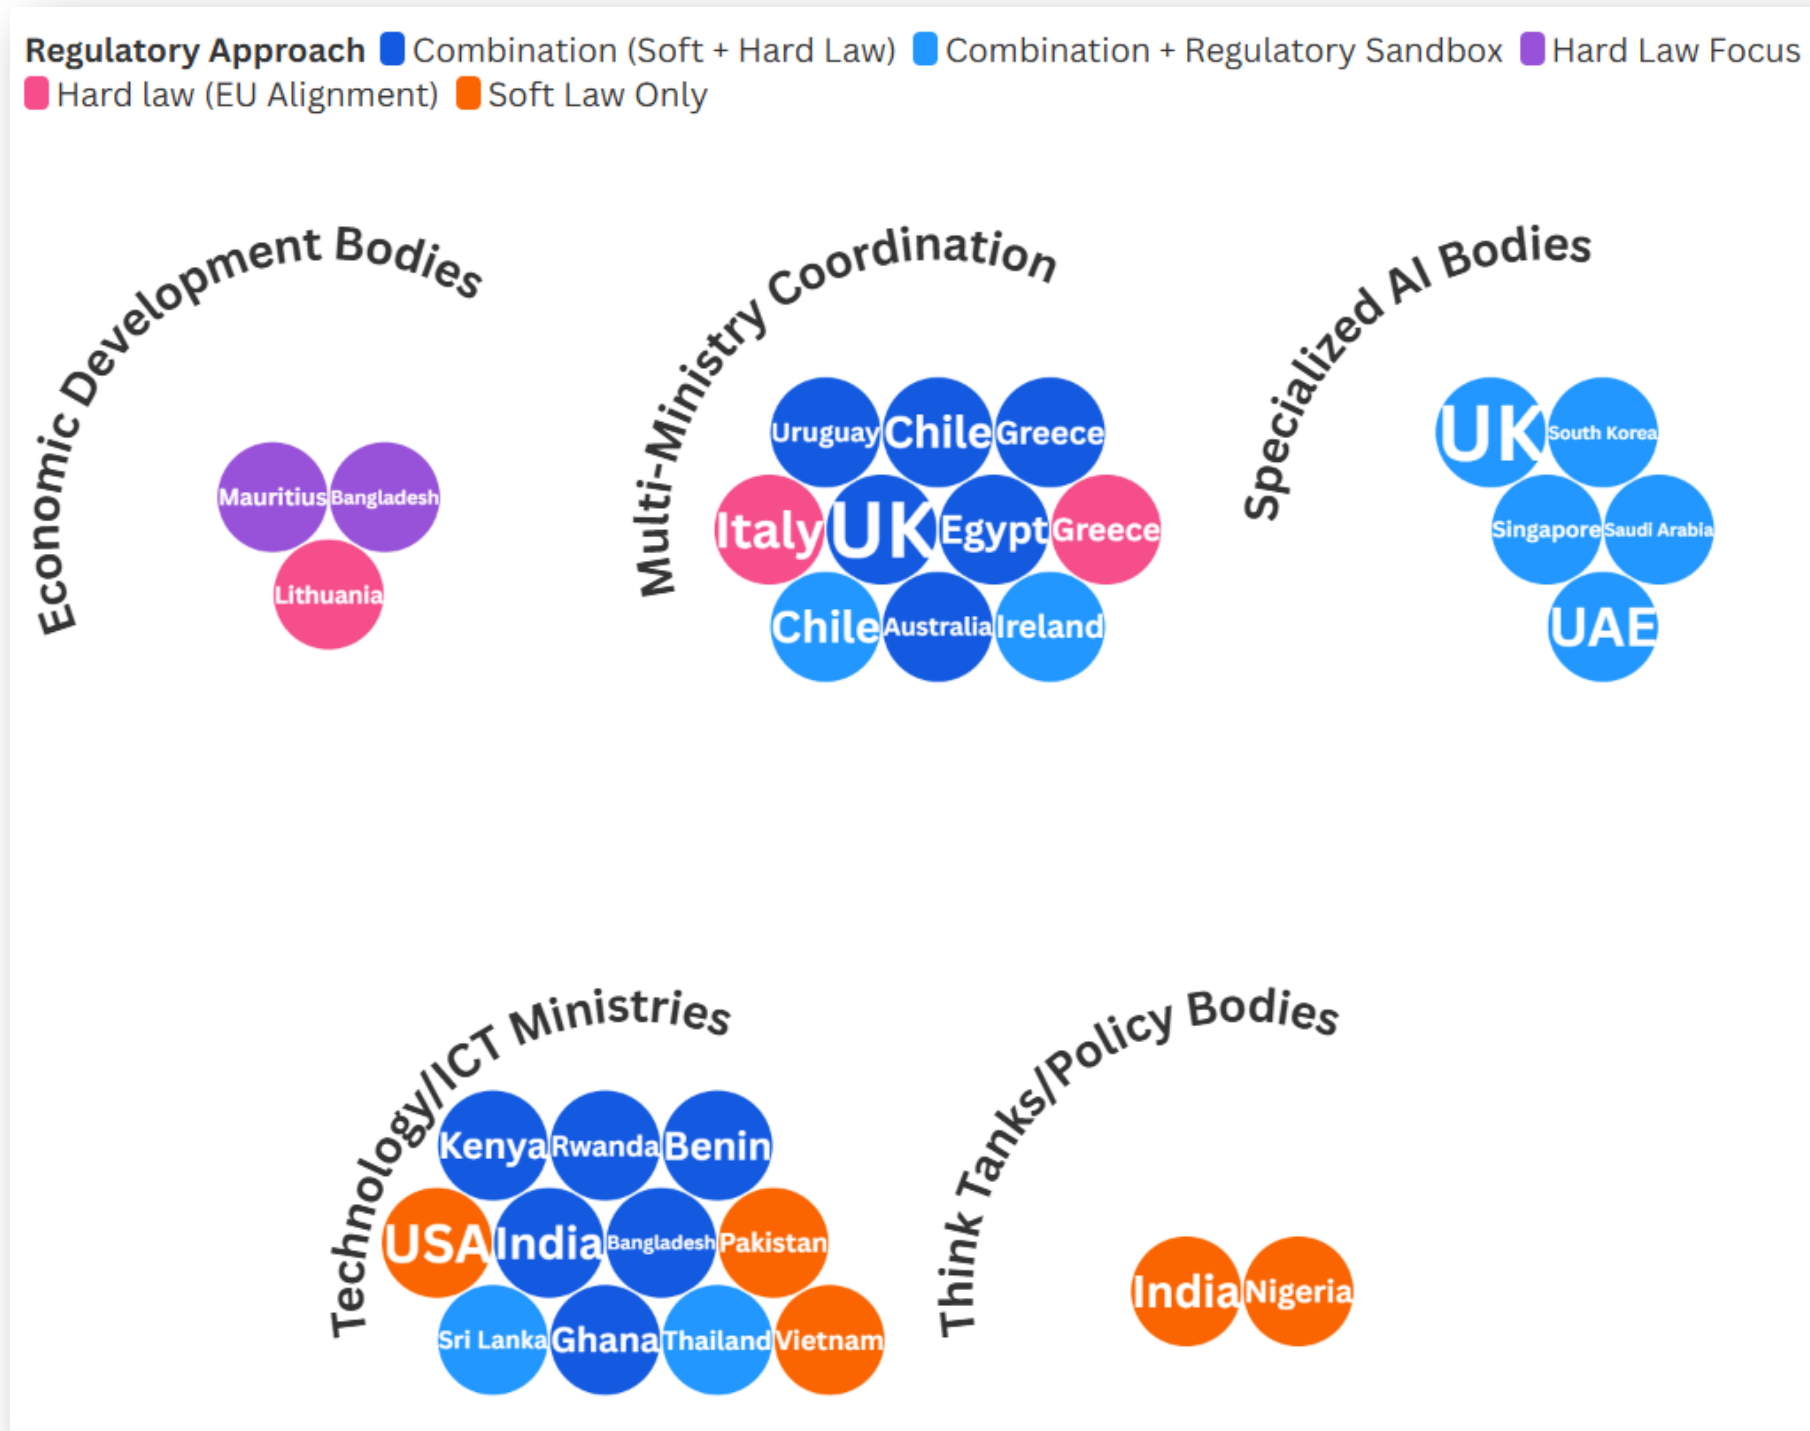 Regulatory Approach Combination (Soft + Hard Law) Combination + Regulatory Sandbox Hard Law Focus
Hard law (EU Alignment) Soft Law Only
Economic Development Bodies
Mauritius Bangladesh
Lithuania
Multi-Ministry Coordination
Uruguay Chile Greece
Italy UK Egypt Greece
Chile Australia Ireland
Specialized AI Bodies
UK South Korea
Singapore Saudi Arabia
UAE
Technology/ICT Ministries
Kenya Rwanda Benin
USA India Bangladesh Pakistan
Sri Lanka Ghana Thailand Vietnam
Think Tanks/Policy Bodies
India Nigeria